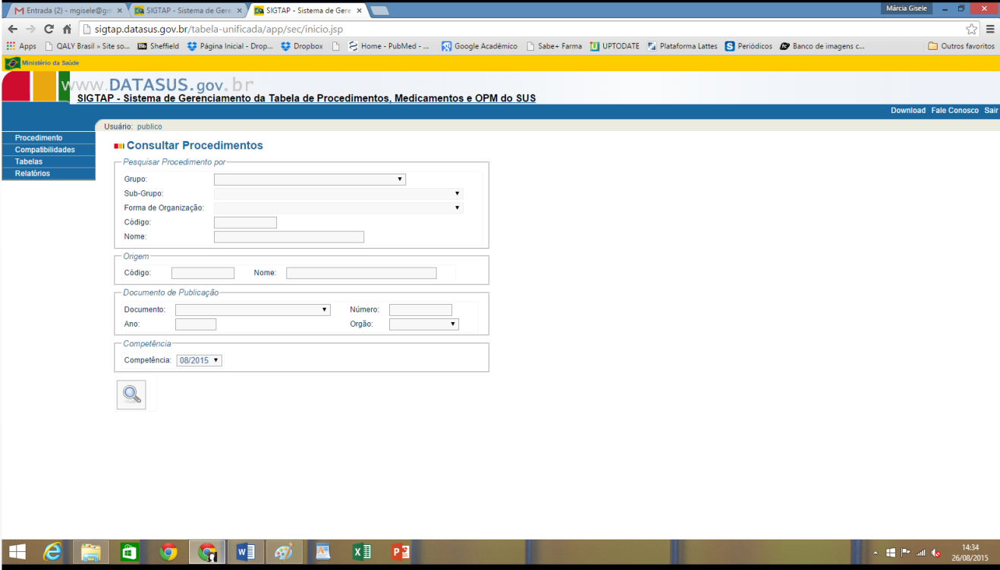 Entrada (2) - mgisele@gm
SIGTAP - Sistema de Gere
SIGTAP - Sistema de Gere
Márcia Gisele
sigtap.datasus.gov.br/tabela-unificada/app/sec/inicio.jsp
Apps QALY Brasil » Site so... Sheffield Página Inicial - Drop... Dropbox Home - PubMed - ... Google Acadêmico Sabe+ Farma UPTODATE Plataforma Lattes Periódicos Banco de imagens c... Outros favoritos
Ministério da Saúde
www.DATASUS.gov.br
SIGTAP - Sistema de Gerenciamento da Tabela de Procedimentos, Medicamentos e OPM do SUS
Download Fale Conosco Sair
Usuário: publico
Procedimento
Compatibilidades
Tabelas
Relatórios
Consultar Procedimentos
Pesquisar Procedimento por
Grupo:
Sub-Grupo:
Forma de Organização:
Código:
Nome:
Origem
Código: Nome:
Documento de Publicação
Documento: Número:
Ano: Orgão:
Competência
Competência: 08/2015
14:34
26/08/2015